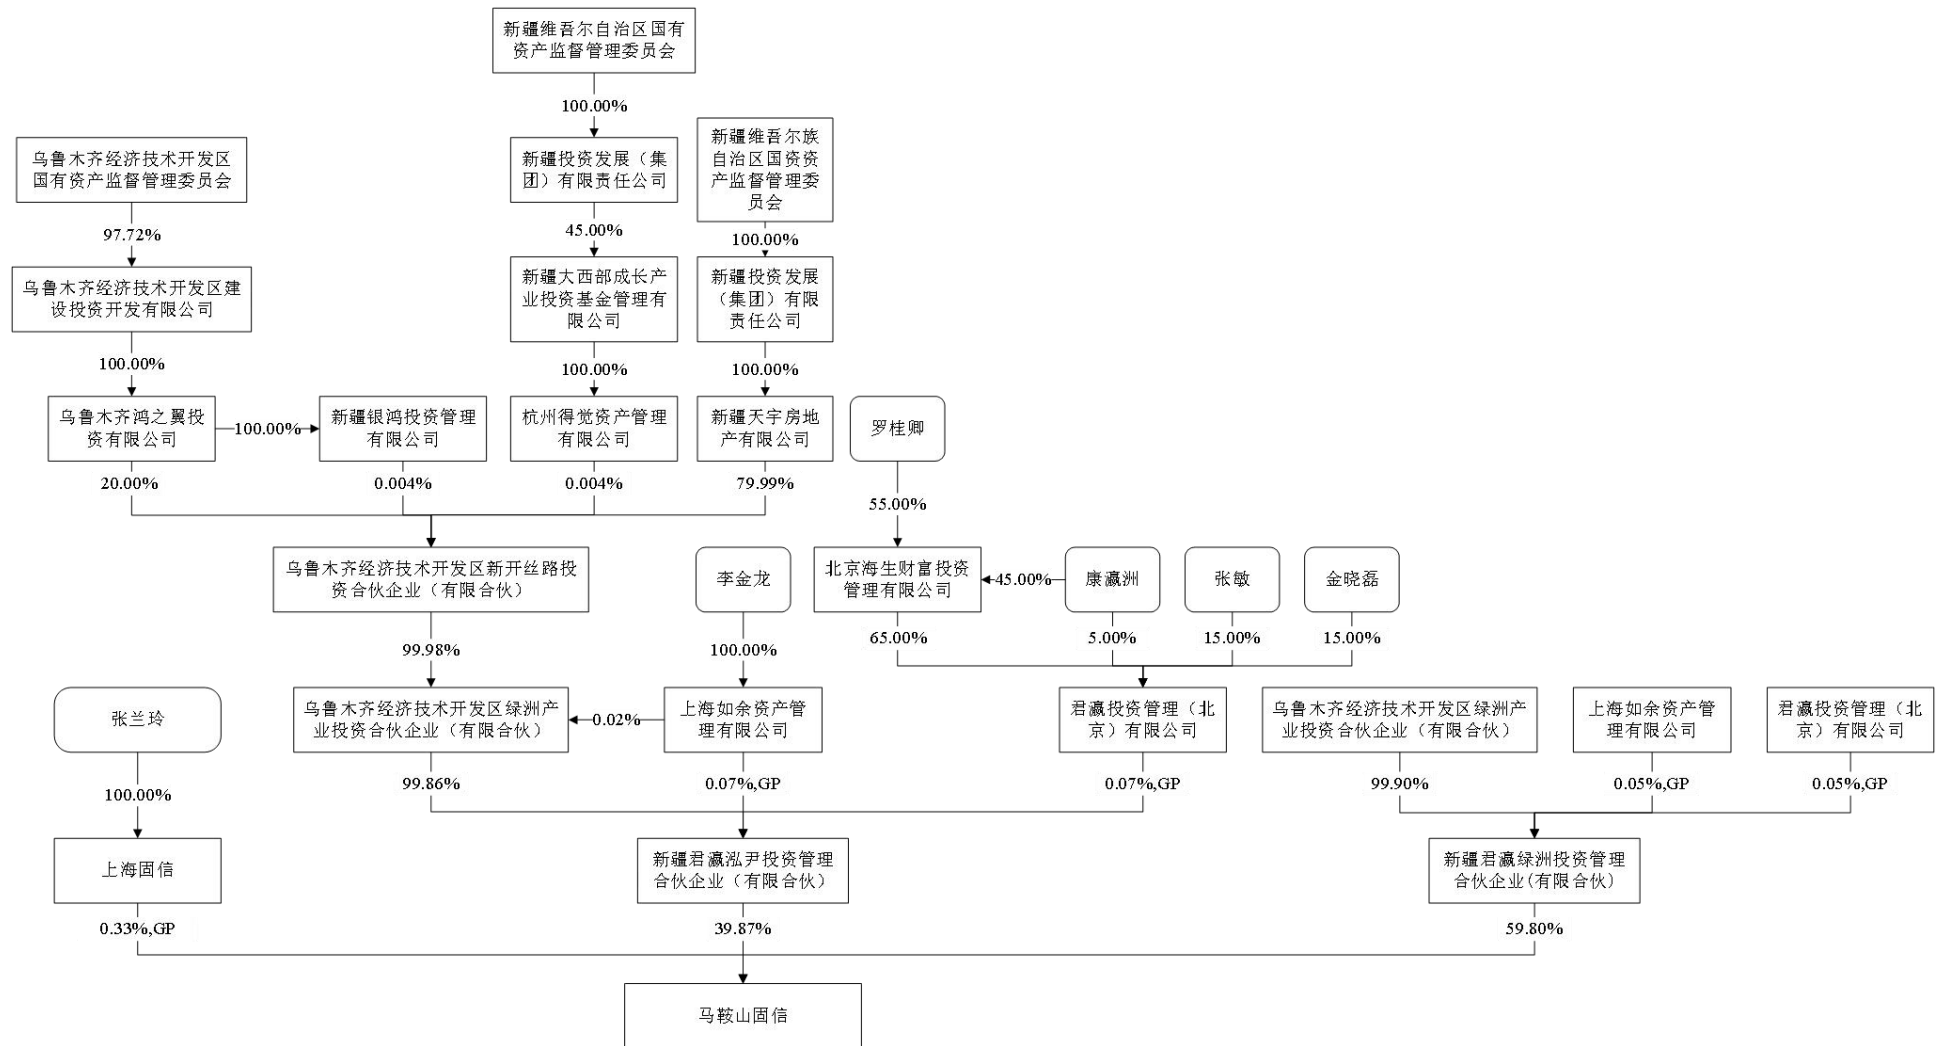 新疆维吾尔自治区国有
资产监督管理委员会
100.00%
乌鲁木齐经济技术开发区
国有资产监督管理委员会
新疆投资发展（集
团）有限责任公司
新疆维吾尔族
自治区国资资
产监督管理委
员会
97.72%
45.00%
100.00%
乌鲁木齐经济技术开发区建
设投资开发有限公司
新疆大西部成长产
业投资基金管理有
限公司
新疆投资发展
（集团）有限
责任公司
100.00%
100.00%
100.00%
乌鲁木齐鸿之翼投
资有限公司
100.00%
新疆银鸿投资管理
有限公司
杭州得觉资产管理
有限公司
新疆天宇房地
产有限公司
罗桂卿
20.00%
0.004%
0.004%
79.99%
55.00%
乌鲁木齐经济技术开发区新开丝路投
资合伙企业（有限合伙）
李金龙
北京海生财富投资
管理有限公司
45.00%
康瀛洲
张敏
金晓磊
99.98%
100.00%
65.00%
5.00%
15.00%
15.00%
张兰玲
乌鲁木齐经济技术开发区绿洲产
业投资合伙企业（有限合伙）
0.02%
上海如余资产管
理有限公司
君瀛投资管理（北
京）有限公司
乌鲁木齐经济技术开发区绿洲产
业投资合伙企业（有限合伙）
上海如余资产管
理有限公司
君瀛投资管理（北
京）有限公司
100.00%
99.86%
0.07%,GP
0.07%,GP
99.90%
0.05%,GP
0.05%,GP
上海固信
新疆君瀛泓尹投资管理
合伙企业（有限合伙）
新疆君瀛绿洲投资管理
合伙企业(有限合伙)
0.33%,GP
39.87%
59.80%
马鞍山固信